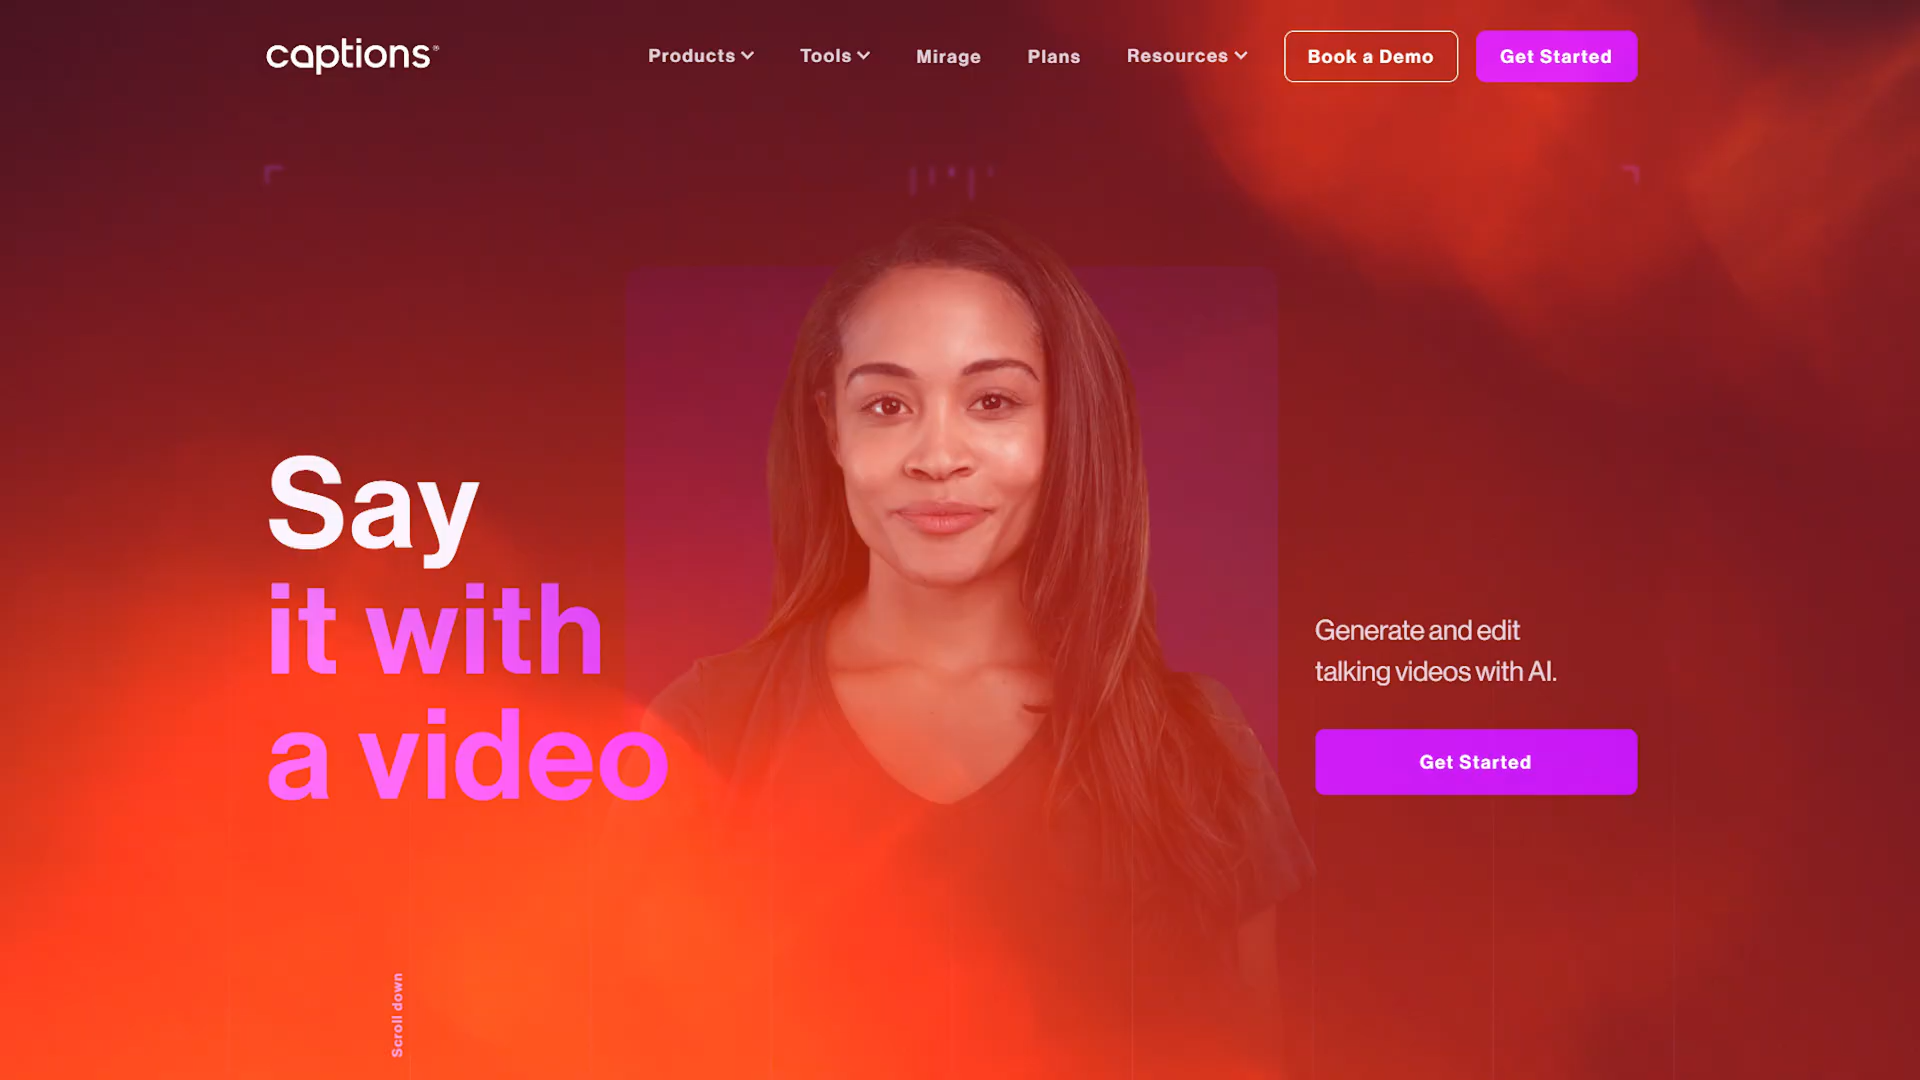 captions®
Products
Tools
Mirage
Plans
Resources
Book a Demo
Get Started
Say
it with
a video
Generate and edit
talking videos with AI.
Get Started
Scroll down